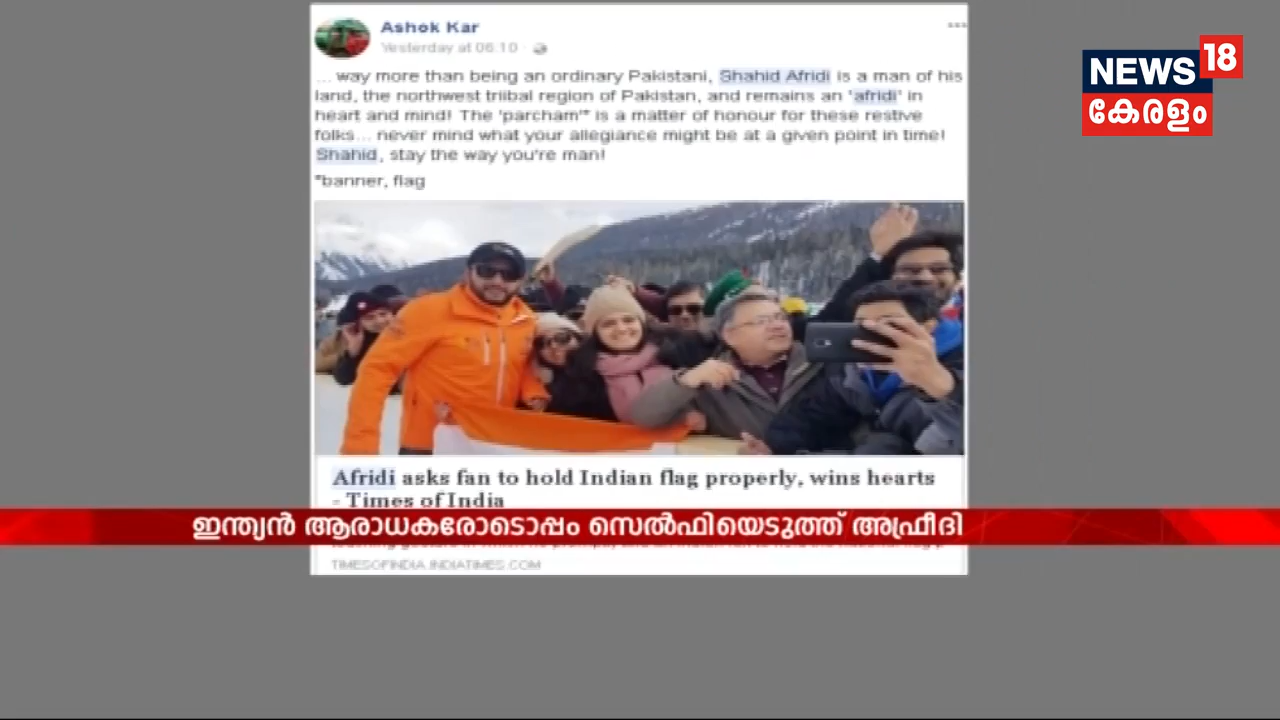 Ashok Kar
Yesterday at 06:10
... way more than being an ordinary Pakistani, Shahid Afridi is a man of his
land, the northwest triibal region of Pakistan, and remains an 'afridi' in
heart and mind! The 'parcham'* is a matter of honour for these restive
folks... never mind what your allegiance might be at a given point in time!
Shahid, stay the way you're man!
*banner, flag
NEWS 18
കേരളം
Afridi asks fan to hold Indian flag properly, wins hearts
- Times of India
ഇന്ത്യൻ ആരാധകരോടൊപ്പം സെൽഫിയെടുത്ത് അഫ്രീദി
TIMESOFINDIA.INDIATIMES.COM